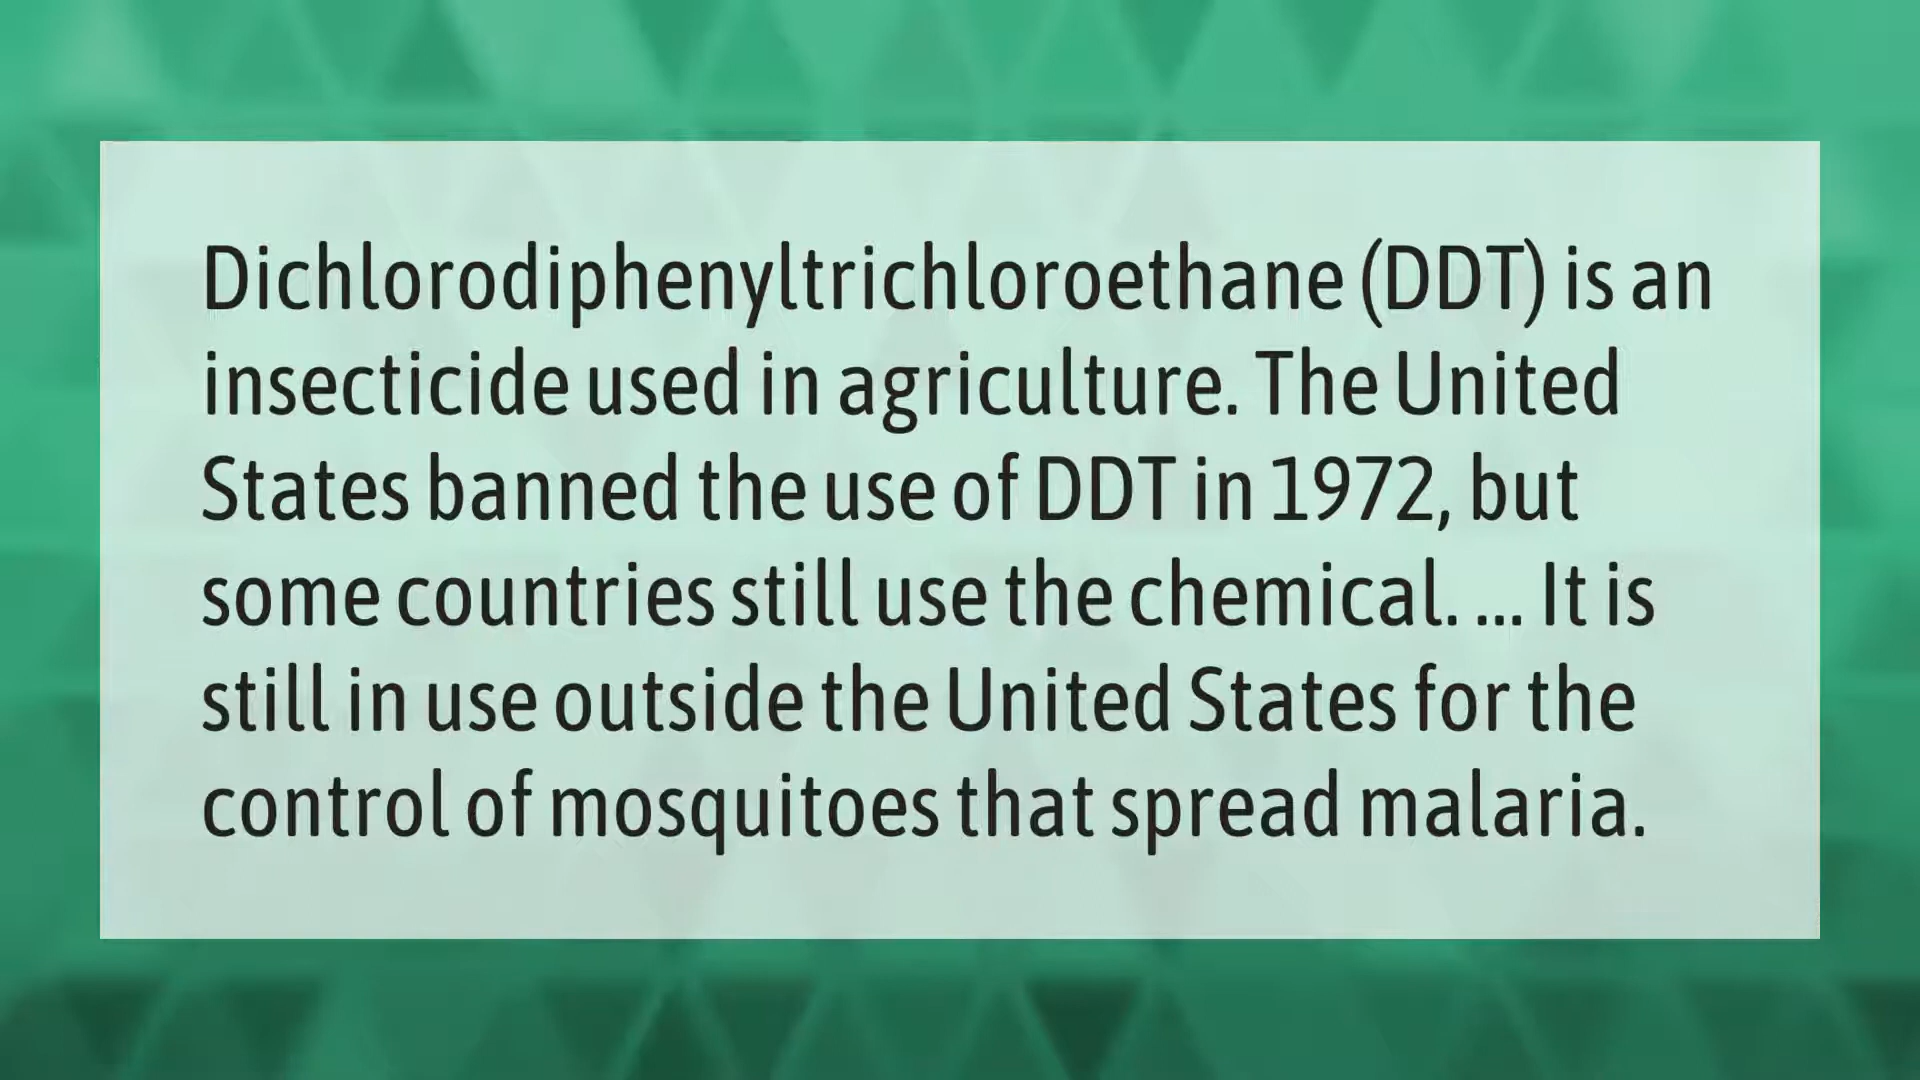 Dichlorodiphenyltrichloroethane (DDT) is an
insecticide used in agriculture. The United
States banned the use of DDT in 1972, but
some countries still use the chemical. ... It is
still in use outside the United States for the
control of mosquitoes that spread malaria.